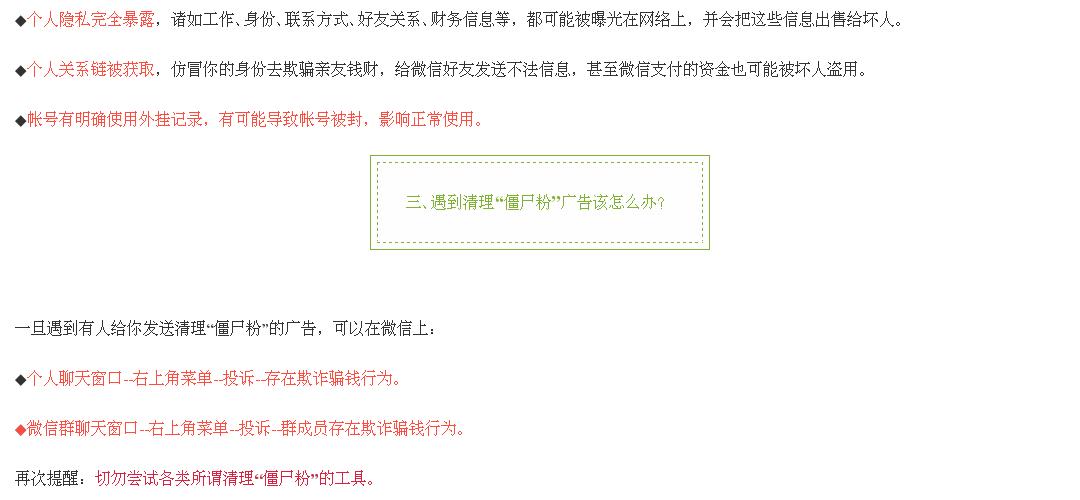 ◆个人隐私完全暴露，诸如工作、身份、联系方式、好友关系、财务信息等，都可能被曝光在网络上，并会把这些信息出售给坏人。
◆个人关系链被获取，仿冒你的身份去欺骗亲友钱财，给微信好友发送不法信息，甚至微信支付的资金也可能被坏人盗用。
◆帐号有明确使用外挂记录，有可能导致帐号被封，影响正常使用。
三、遇到清理“僵尸粉”广告该怎么办？
一旦遇到有人给你发送清理“僵尸粉”的广告，可以在微信上：
◆个人聊天窗口--右上角菜单--投诉--存在欺诈骗钱行为。
◆微信群聊天窗口--右上角菜单--投诉--群成员存在欺诈骗钱行为。
再次提醒：切勿尝试各类所谓清理“僵尸粉”的工具。